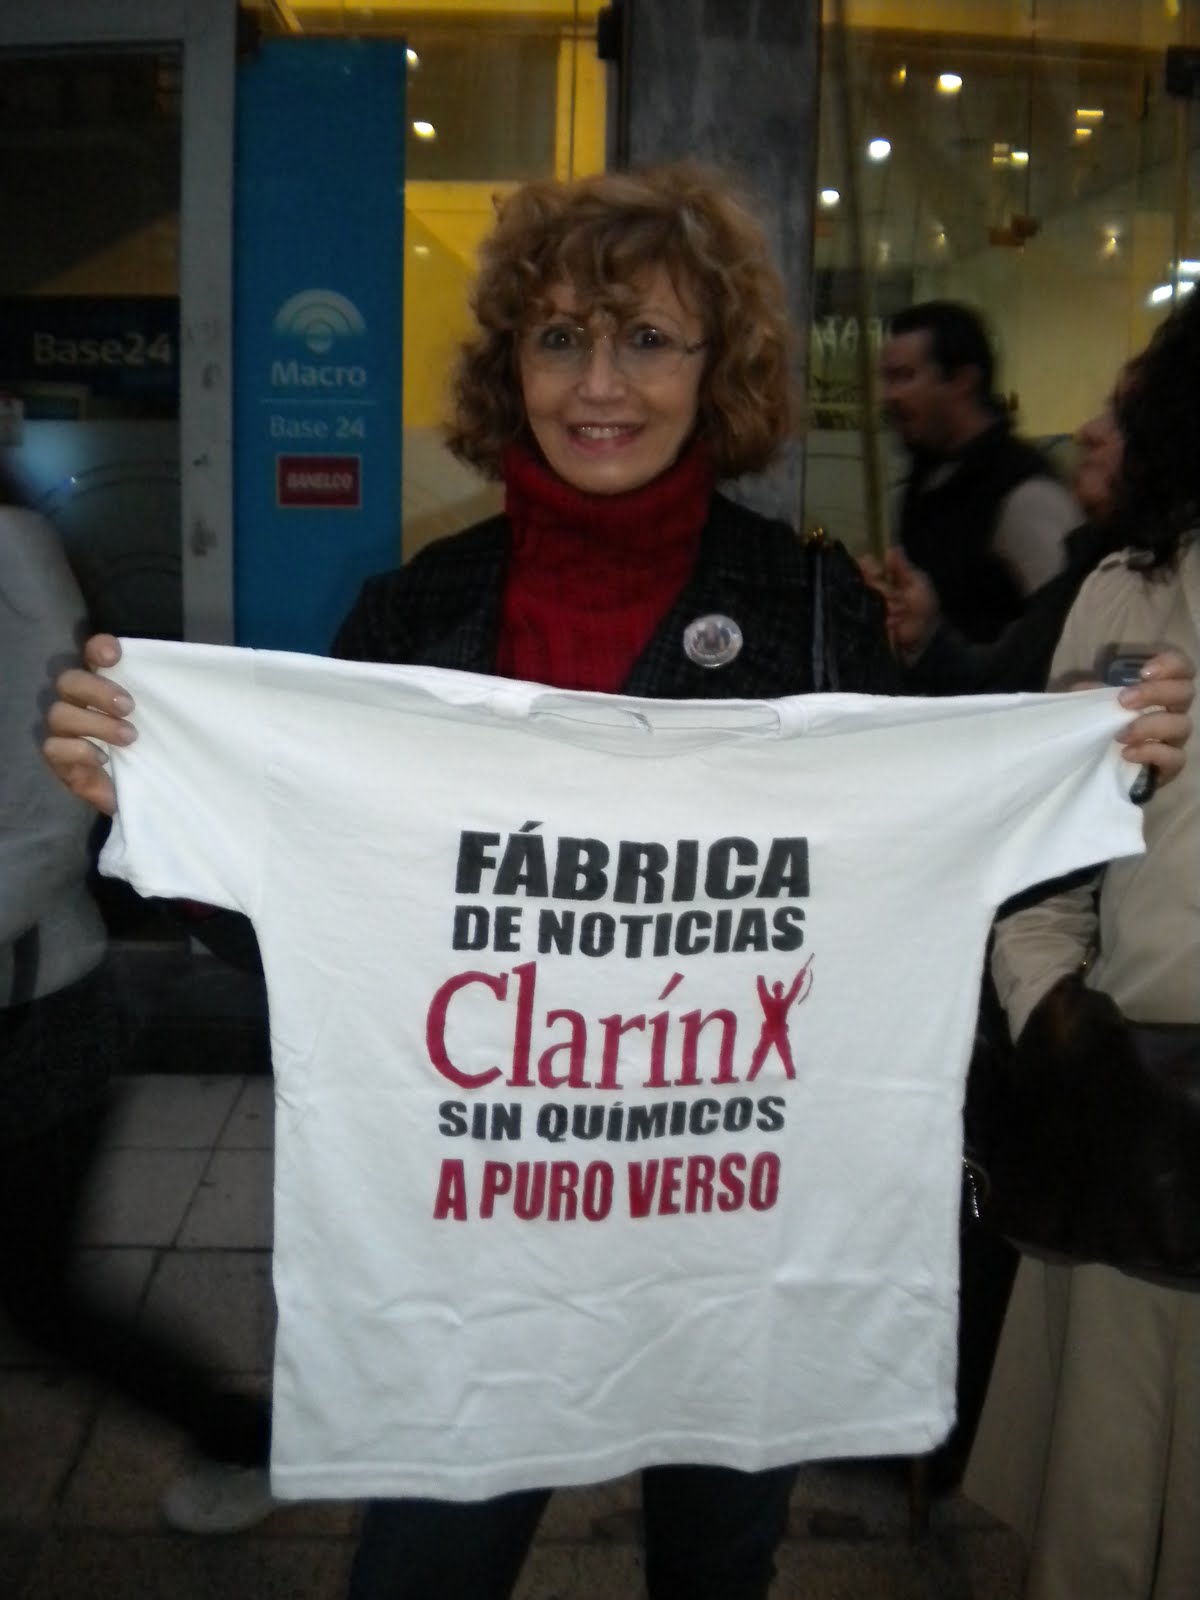 Base24
Macro
Base 24
BANELCO
FÁBRICA
DE NOTICIAS
Clarín
SIN QUÍMICOS
A PURO VERSO